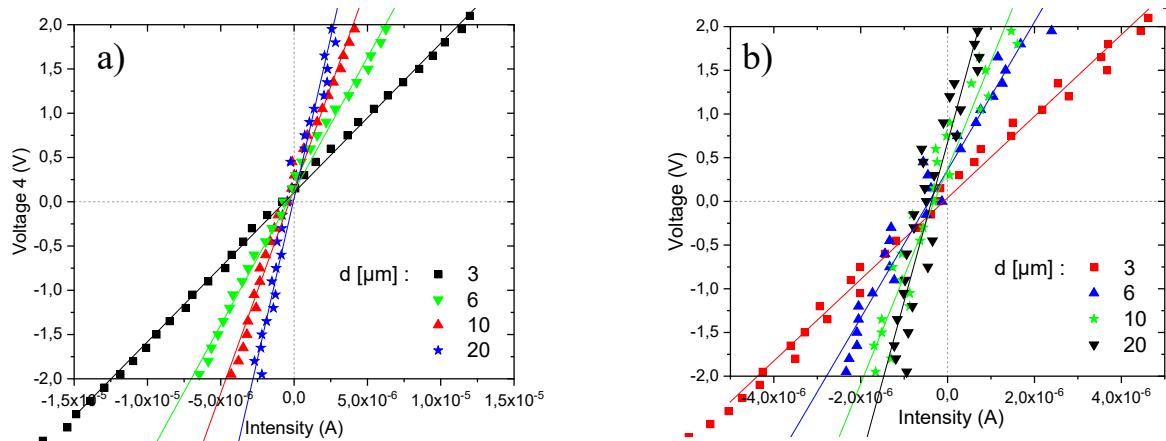 a)
2,0
1,5
1,0
0,5
0,0
-0,5
-1,0
-1,5
-2,0
Voltage 4 (V)
d [µm] :
3
6
10
20
-1,5x10⁻⁵ -1,0x10⁻⁵ -5,0x10⁻⁶ 0,0 5,0x10⁻⁶ 1,0x10⁻⁵ 1,5x10⁻⁵
Intensity (A)
b)
2,0
1,5
1,0
0,5
0,0
-0,5
-1,0
-1,5
-2,0
Voltage (V)
d [µm] :
3
6
10
20
-4,0x10⁻⁶ -2,0x10⁻⁶ 0,0 2,0x10⁻⁶ 4,0x10⁻⁶
Intensity (A)